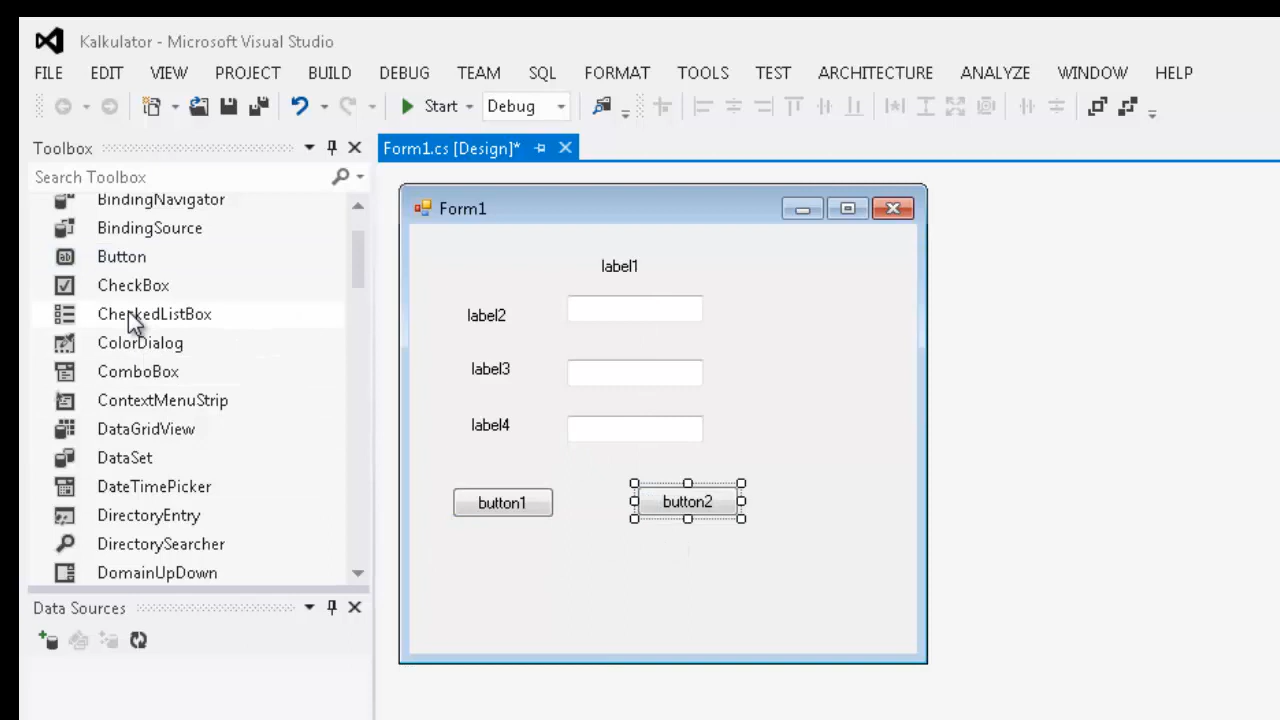 Kalkulator - Microsoft Visual Studio
FILE EDIT VIEW PROJECT BUILD DEBUG TEAM SQL FORMAT TOOLS TEST ARCHITECTURE ANALYZE WINDOW HELP
Start Debug
Toolbox
Form1.cs [Design]*
Search Toolbox
BindingNavigator
BindingSource
Button
CheckBox
CheckedListBox
ColorDialog
ComboBox
ContextMenuStrip
DataGridView
DataSet
DateTimePicker
DirectoryEntry
DirectorySearcher
DomainUpDown
Data Sources
Form1
label1
label2
label3
label4
button1 button2